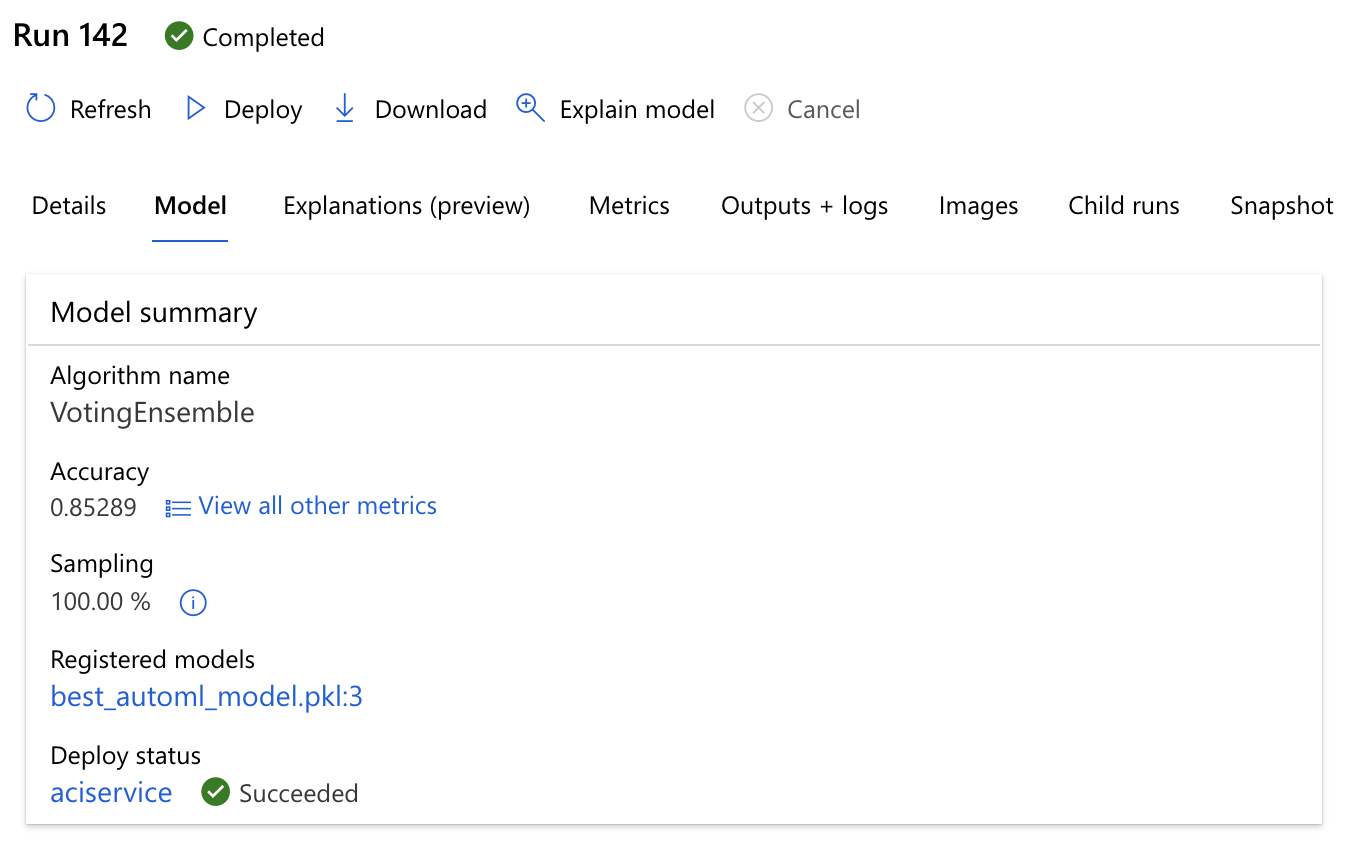 Run 142 Completed
Refresh Deploy Download Explain model Cancel
Details Model Explanations (preview) Metrics Outputs + logs Images Child runs Snapshot
Model summary
Algorithm name
VotingEnsemble
Accuracy
0.85289 View all other metrics
Sampling
100.00 %
Registered models
best_automl_model.pkl:3
Deploy status
aciservice Succeeded